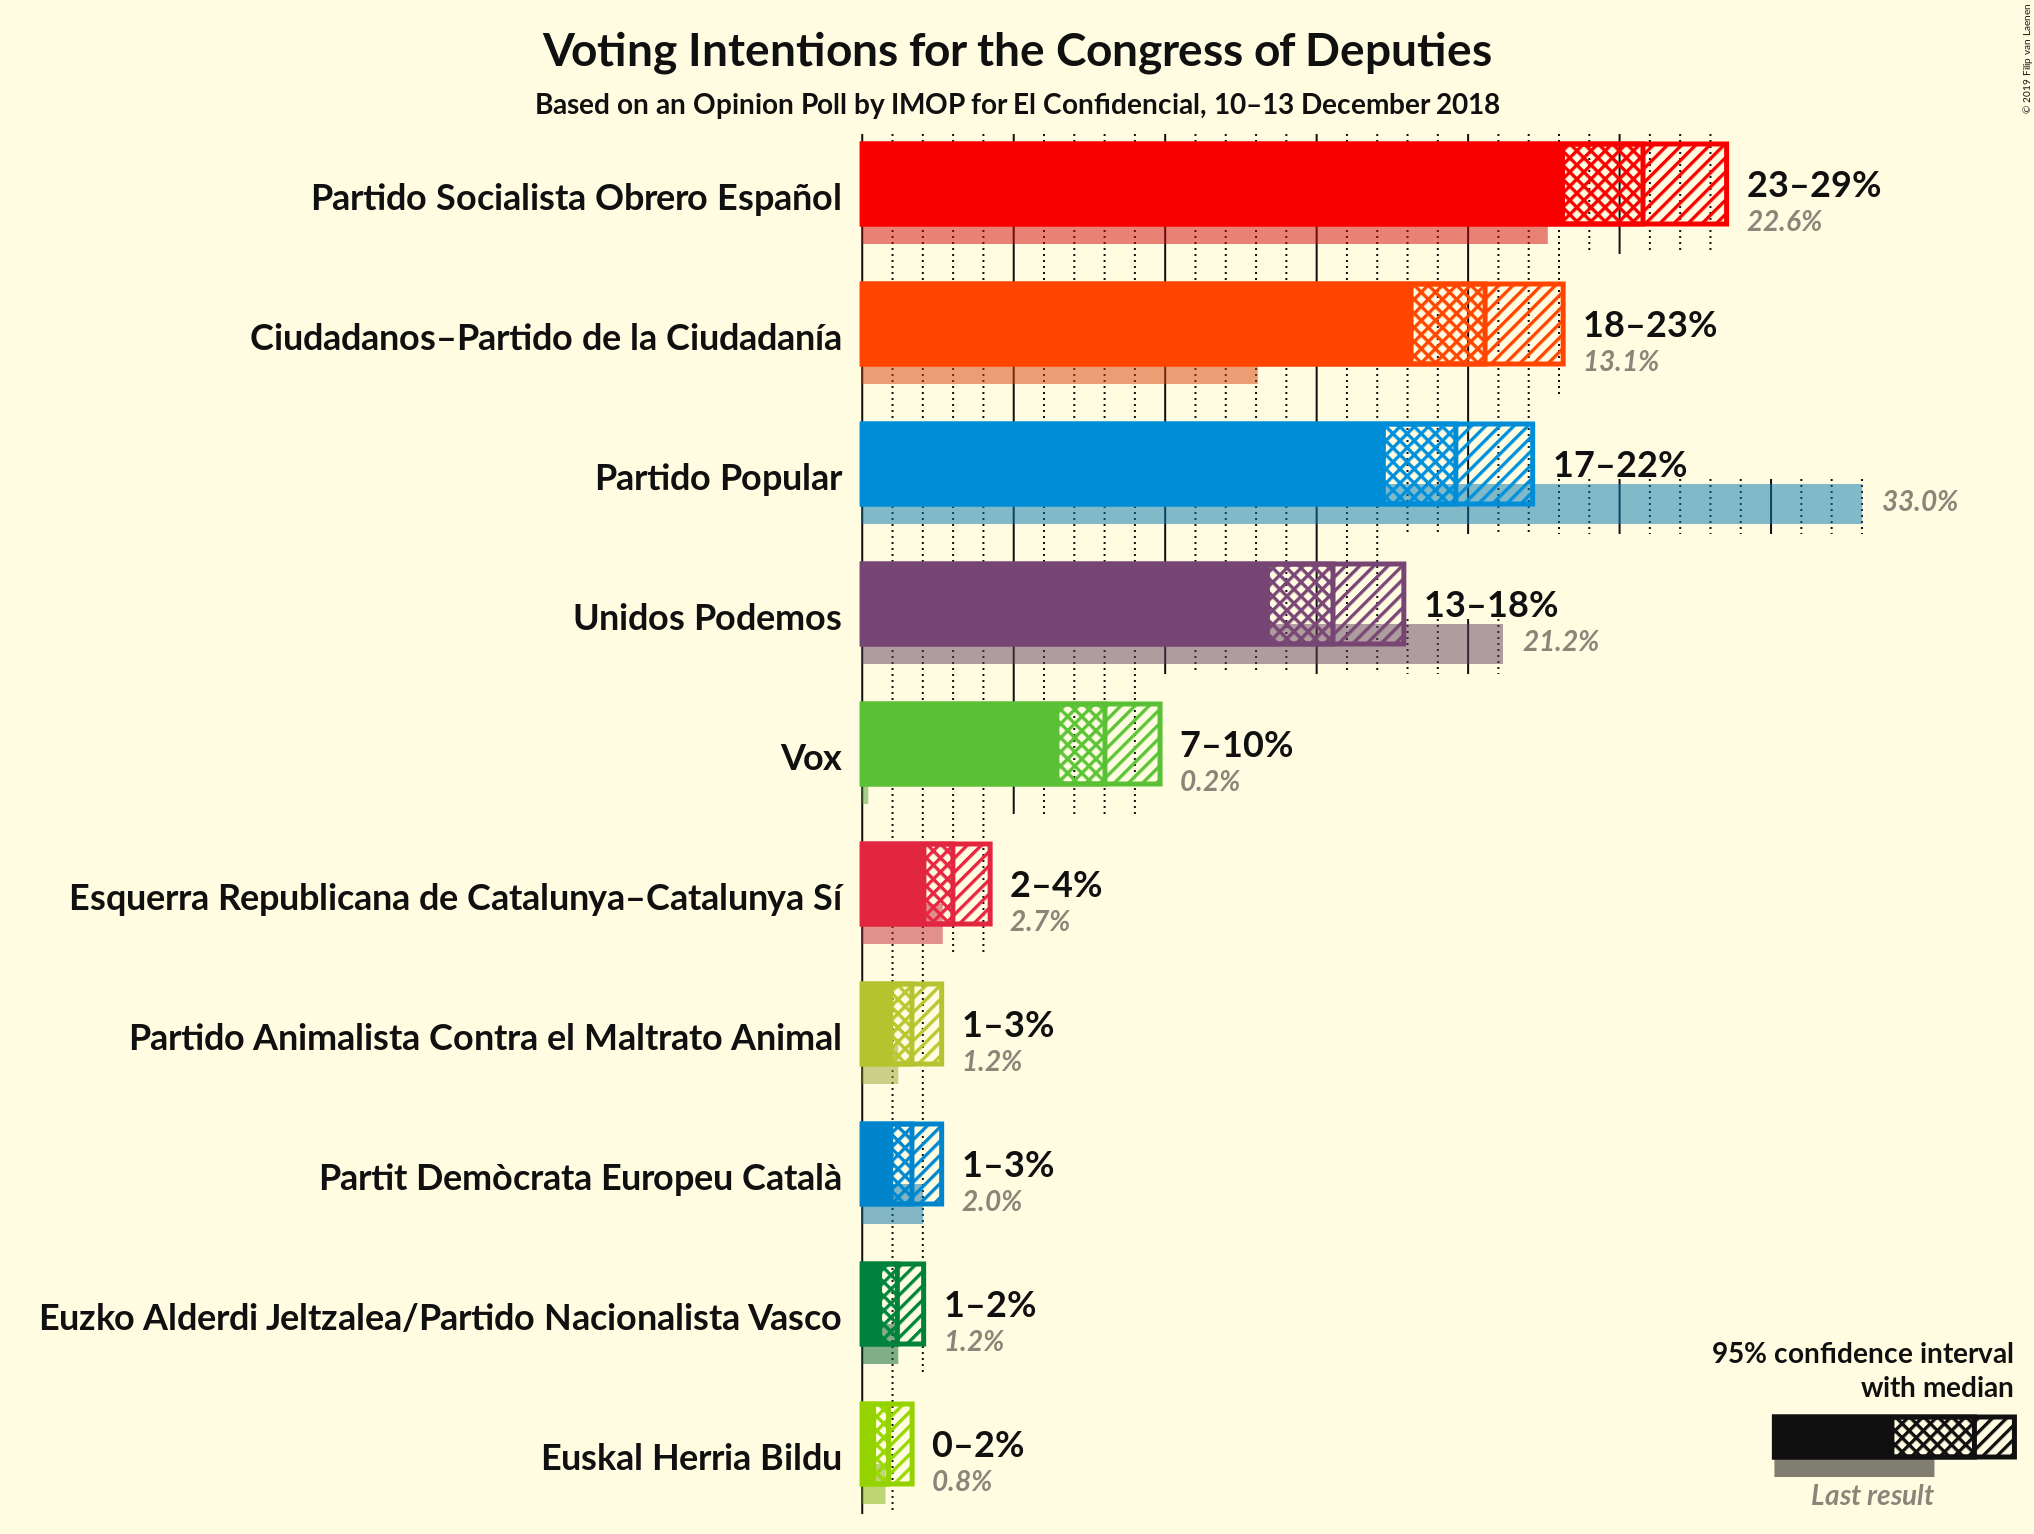 Voting Intentions for the Congress of Deputies
Based on an Opinion Poll by IMOP for El Confidencial, 10–13 December 2018
© 2019 Filip van Laenen
Partido Socialista Obrero Español
23–29%
22.6%
Ciudadanos–Partido de la Ciudadanía
18–23%
13.1%
Partido Popular
17–22%
33.0%
Unidos Podemos
13–18%
21.2%
Vox
7–10%
0.2%
Esquerra Republicana de Catalunya–Catalunya Sí
2–4%
2.7%
Partido Animalista Contra el Maltrato Animal
1–3%
1.2%
Partit Demòcrata Europeu Català
1–3%
2.0%
Euzko Alderdi Jeltzalea/Partido Nacionalista Vasco
1–2%
1.2%
Euskal Herria Bildu
0–2%
0.8%
95% confidence interval
with median
Last result